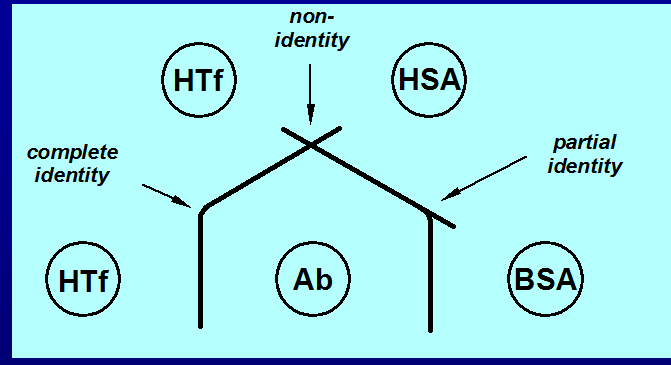 non-
identity
HTf
HSA
complete
identity
partial
identity
HTf
Ab
BSA